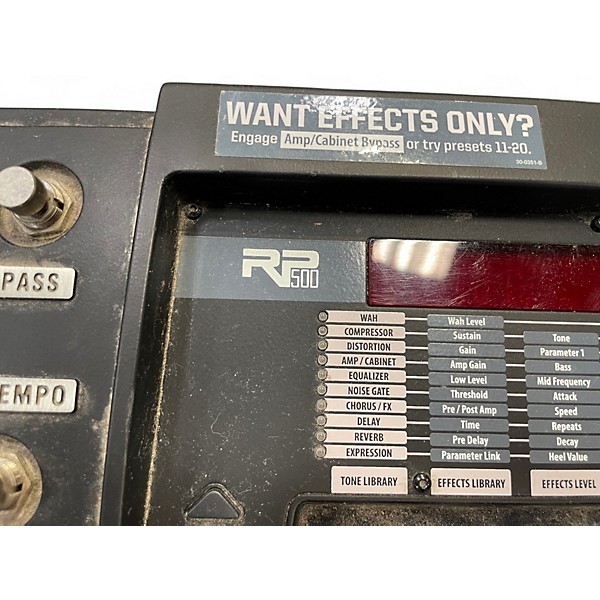 WANT EFFECTS ONLY?
Engage Amp/Cabinet Bypass or try presets 11-20.
30-0351-B
RP500
PASS
EMPO
WAH Wah Level
COMPRESSOR Sustain Tone
DISTORTION Gain Parameter 1
AMP / CABINET Amp Gain Bass
EQUALIZER Low Level Mid Frequency
NOISE GATE Threshold Attack
CHORUS / FX Pre / Post Amp Speed
DELAY Time Repeats
REVERB Pre Delay Decay
EXPRESSION Parameter Link Heel Value
TONE LIBRARY EFFECTS LIBRARY EFFECTS LEVEL